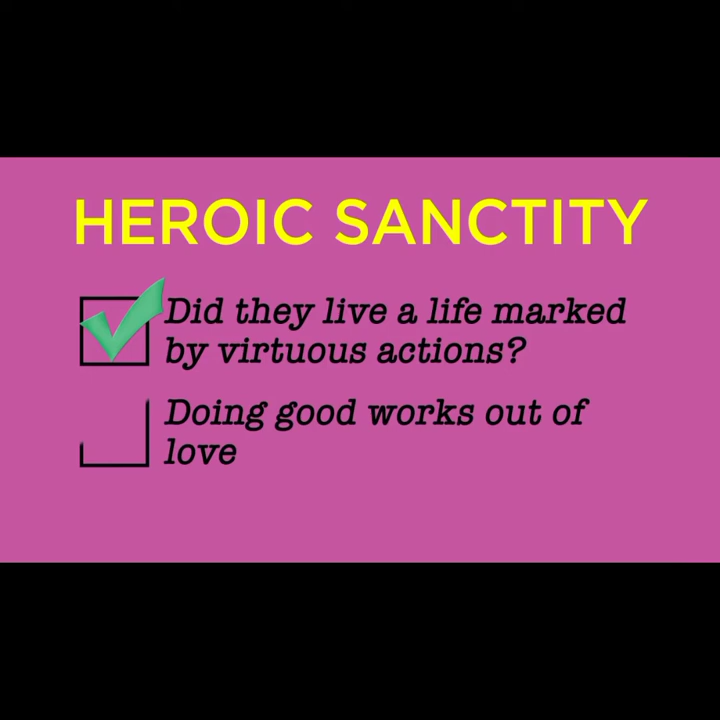 HEROIC SANCTITY
Did they live a life marked
by virtuous actions?
Doing good works out of
love